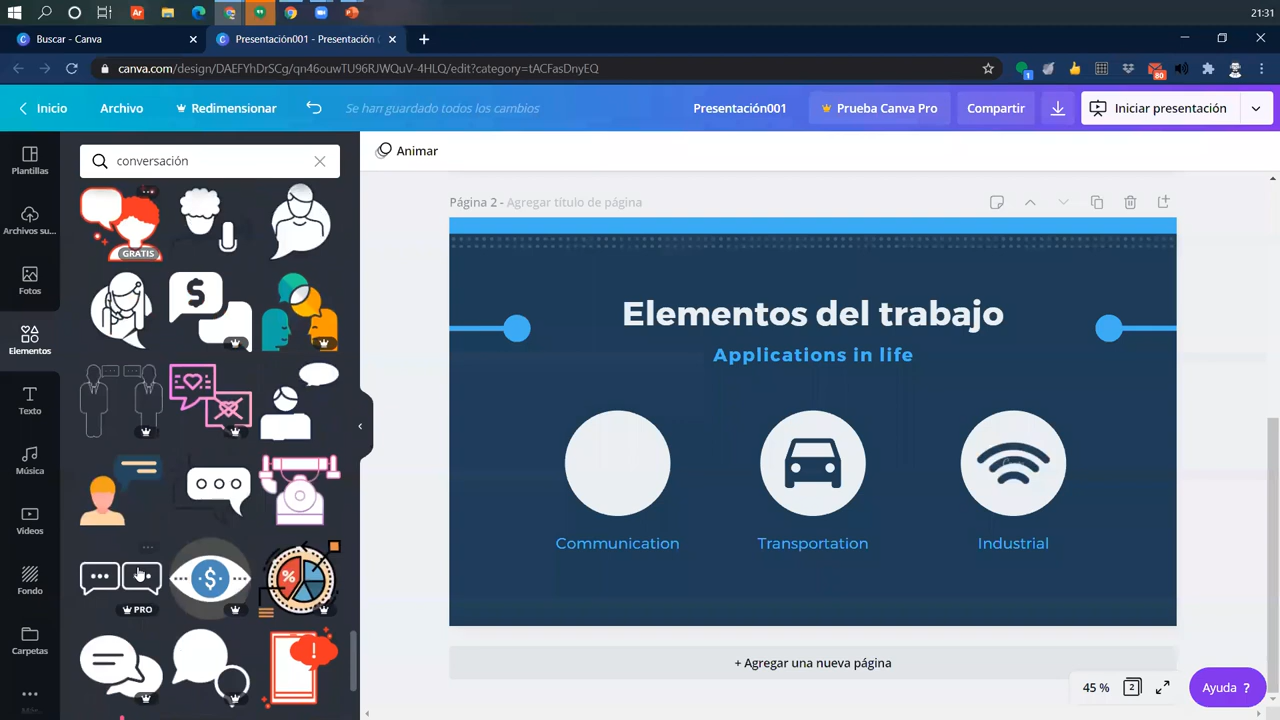 21:31
Buscar - Canva
Presentación001 - Presentación (
canva.com/design/DAEFYhDrSCg/qn46ouwTU96RJWQuV-4HLQ/edit?category=tACFasDnyEQ
1
80
Inicio
Archivo
Redimensionar
Se han guardado todos los cambios
Presentación001
Prueba Canva Pro
Compartir
Iniciar presentación
Plantillas
Archivos su...
Fotos
Elementos
Texto
Música
Videos
Fondo
Carpetas
Más
conversación
GRATIS
$
PRO
$
%
!
Animar
Página 2 - Agregar título de página
Elementos del trabajo
Applications in life
Communication
Transportation
Industrial
+ Agregar una nueva página
45 %
2
Ayuda ?